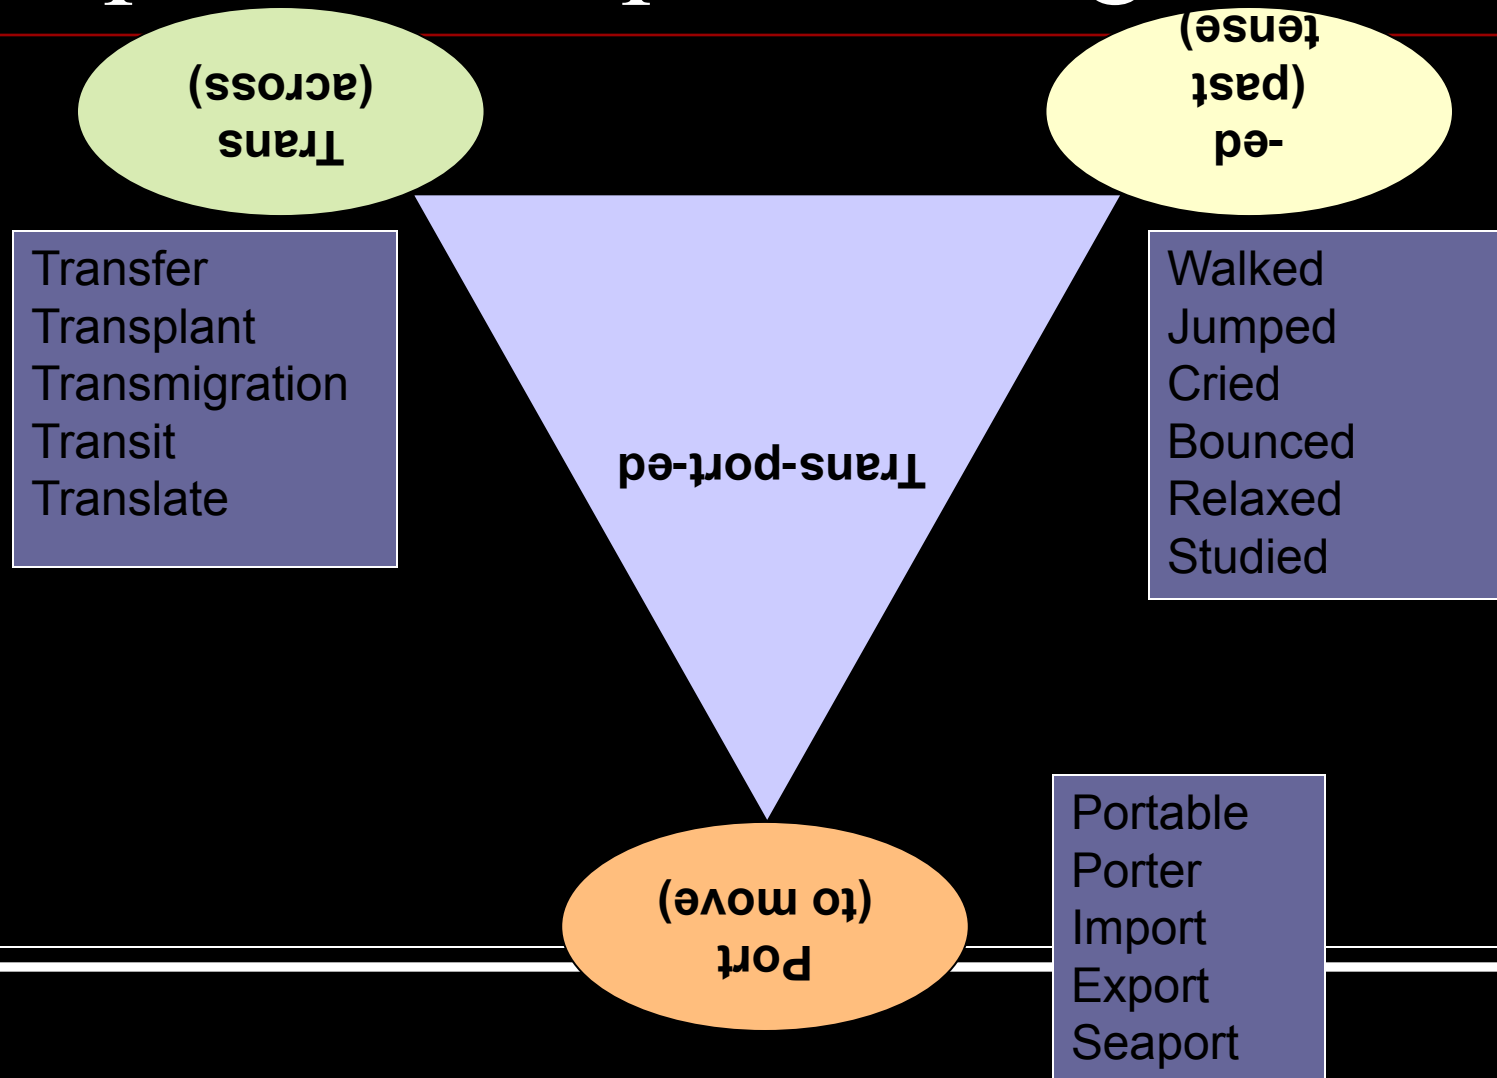 Trans
(across)
-ed
(past
tense)
Transfer
Transplant
Transmigration
Transit
Translate
Walked
Jumped
Cried
Bounced
Relaxed
Studied
Trans-port-ed
Port
(to move)
Portable
Porter
Import
Export
Seaport